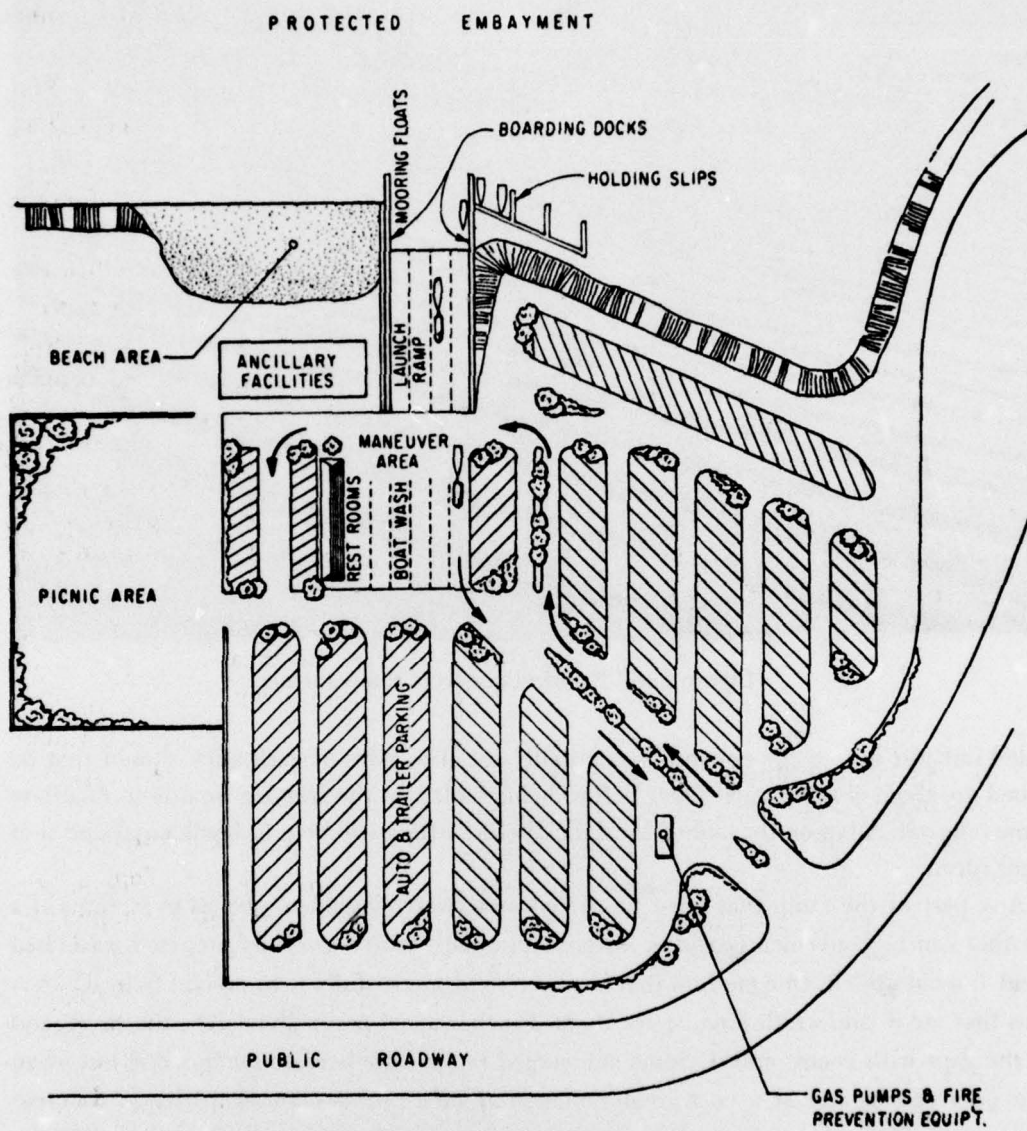 PROTECTED EMBAYMENT
MOORING FLOATS
BOARDING DOCKS
HOLDING SLIPS
BEACH AREA
ANCILLARY
FACILITIES
LAUNCH
RAMP
MANEUVER
AREA
REST ROOMS
BOAT WASH
PICNIC AREA
AUTO & TRAILER PARKING
PUBLIC ROADWAY
GAS PUMPS & FIRE
PREVENTION EQUIP'T.